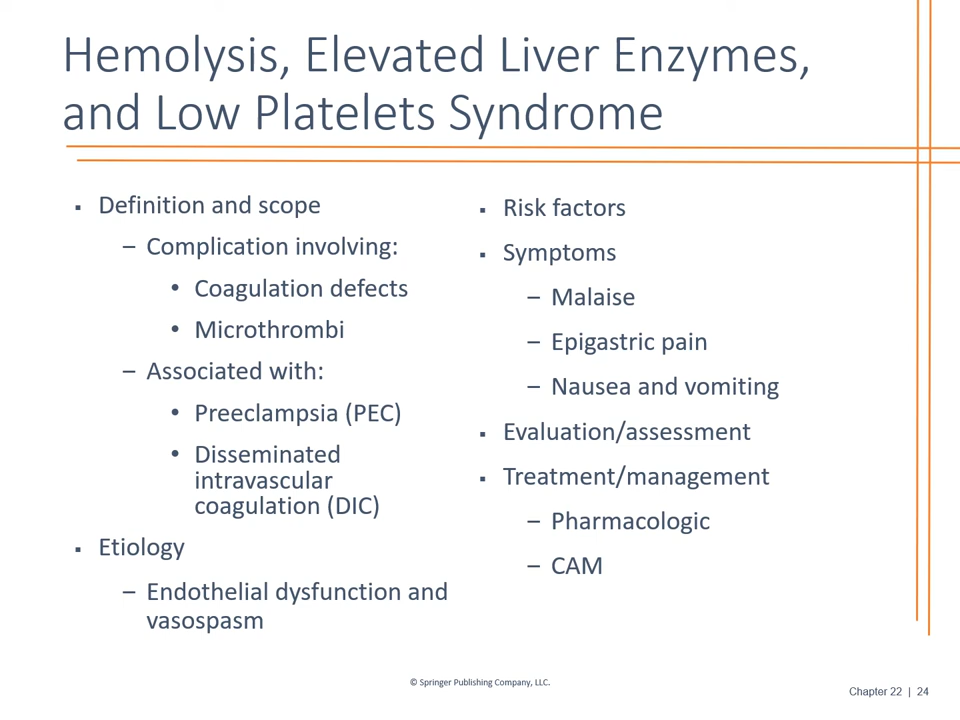 Hemolysis, Elevated Liver Enzymes,
and Low Platelets Syndrome
▪ Definition and scope
– Complication involving:
• Coagulation defects
• Microthrombi
– Associated with:
• Preeclampsia (PEC)
• Disseminated
intravascular
coagulation (DIC)
▪ Etiology
– Endothelial dysfunction and
vasospasm
▪ Risk factors
▪ Symptoms
– Malaise
– Epigastric pain
– Nausea and vomiting
▪ Evaluation/assessment
▪ Treatment/management
– Pharmacologic
– CAM
© Springer Publishing Company, LLC.
Chapter 22 | 24